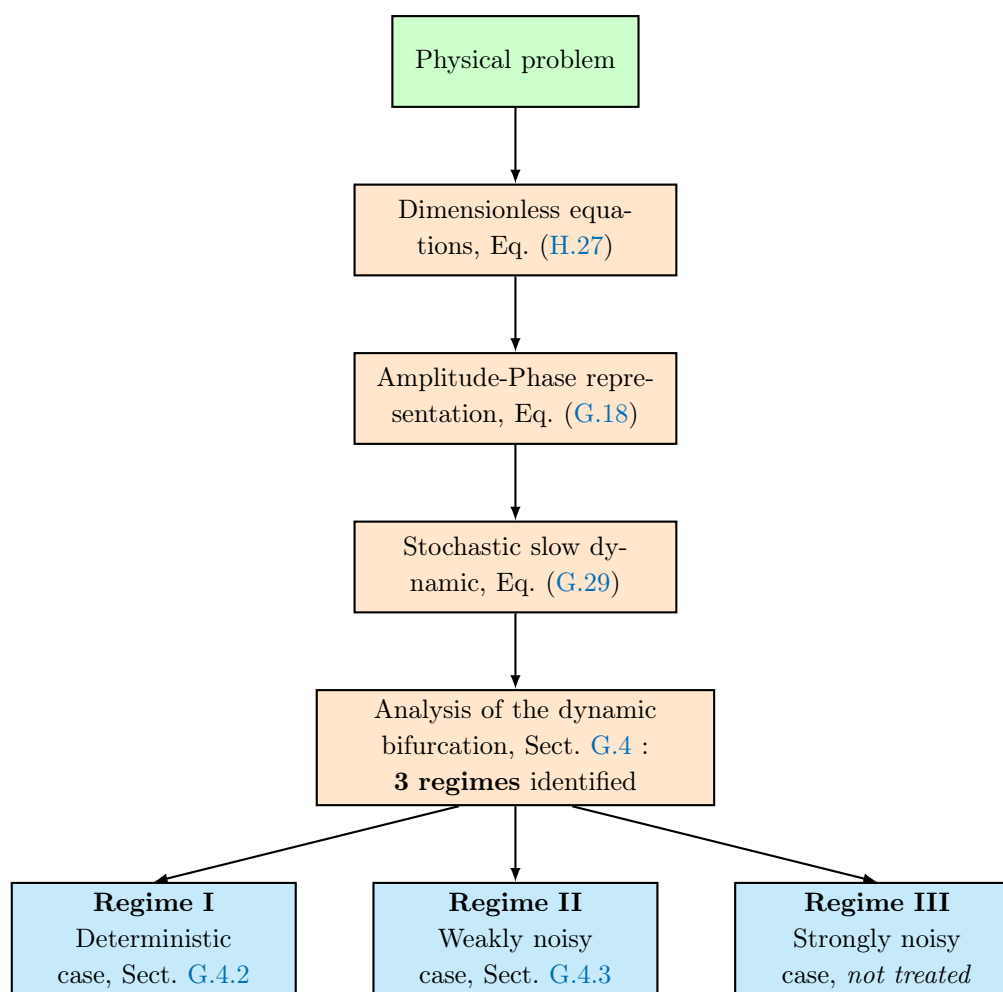 Physical problem
Dimensionless equa-
tions, Eq. (H.27)
Amplitude-Phase repre-
sentation, Eq. (G.18)
Stochastic slow dy-
namic, Eq. (G.29)
Analysis of the dynamic
bifurcation, Sect. G.4 :
3 regimes identified
Regime I
Deterministic
case, Sect. G.4.2
Regime II
Weakly noisy
case, Sect. G.4.3
Regime III
Strongly noisy
case, not treated